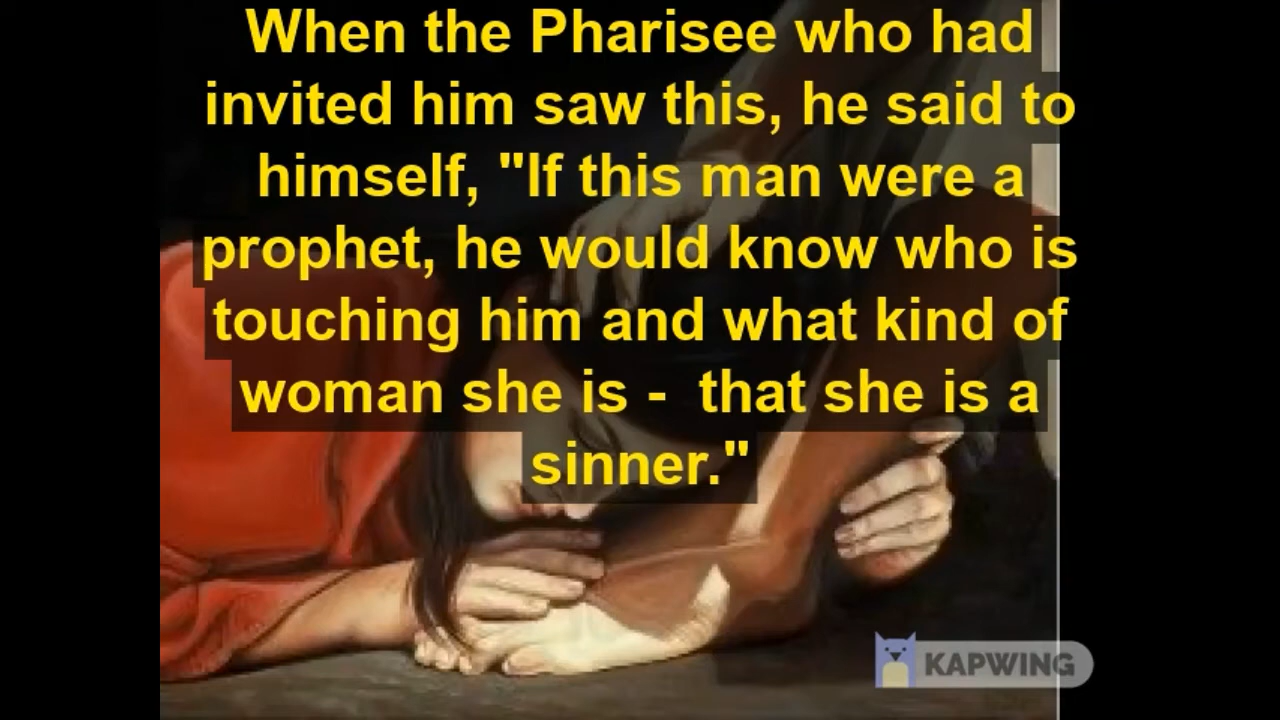 When the Pharisee who had
invited him saw this, he said to
himself, "If this man were a
prophet, he would know who is
touching him and what kind of
woman she is -  that she is a
sinner."
KAPWING